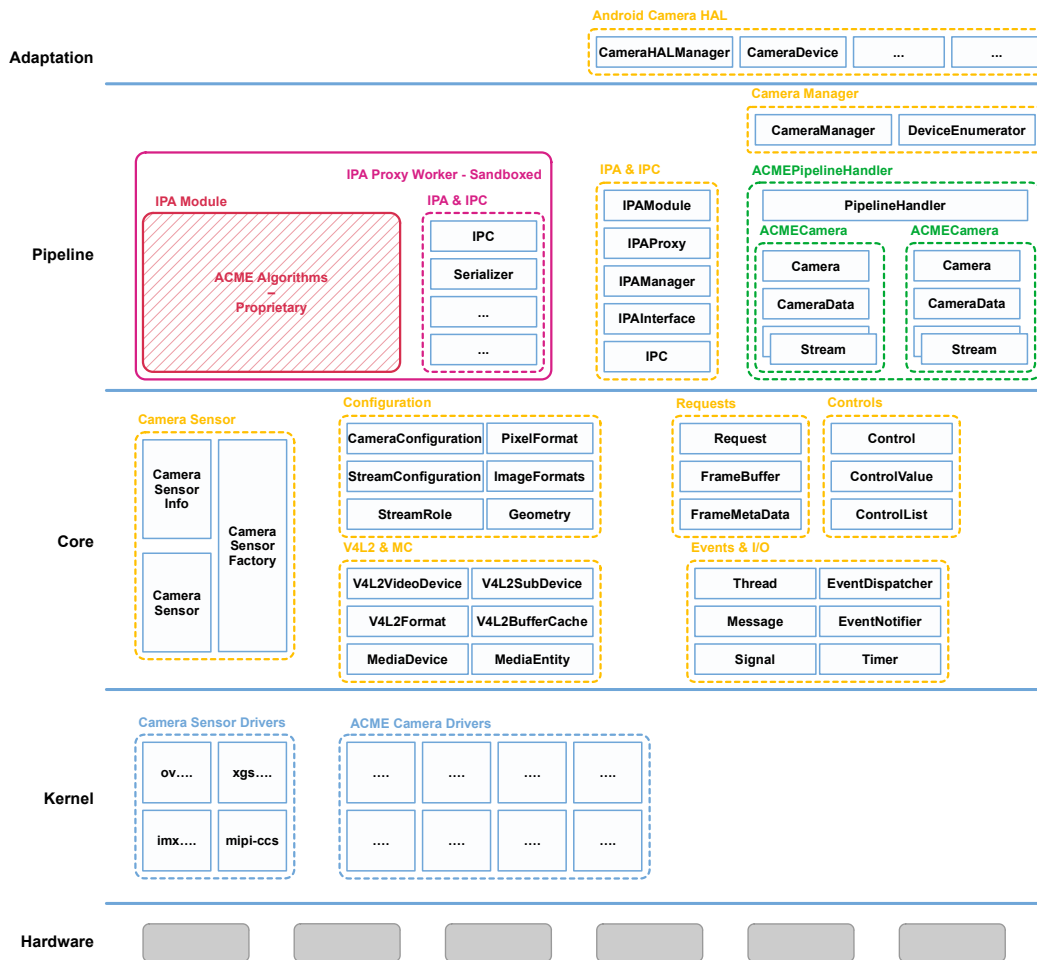 Android Camera HAL
Adaptation
CameraHALManager
CameraDevice
...
...
Camera Manager
CameraManager
DeviceEnumerator
Pipeline
IPA Proxy Worker - Sandboxed
IPA Module
ACME Algorithms
–
Proprietary
IPA & IPC
IPC
Serializer
...
...
IPA & IPC
IPAModule
IPAProxy
IPAManager
IPAInterface
IPC
ACMEPipelineHandler
PipelineHandler
ACMECamera
Camera
CameraData
Stream
ACMECamera
Camera
CameraData
Stream
Core
Camera Sensor
Camera
Sensor
Info
Camera
Sensor
Camera
Sensor
Factory
Configuration
CameraConfiguration
PixelFormat
StreamConfiguration
ImageFormats
StreamRole
Geometry
Requests
Request
FrameBuffer
FrameMetaData
Controls
Control
ControlValue
ControlList
V4L2 & MC
V4L2VideoDevice
V4L2SubDevice
V4L2Format
V4L2BufferCache
MediaDevice
MediaEntity
Events & I/O
Thread
EventDispatcher
Message
EventNotifier
Signal
Timer
Kernel
Camera Sensor Drivers
ov....
xgs....
imx....
mipi-ccs
ACME Camera Drivers
....
....
....
....
....
....
....
....
Hardware